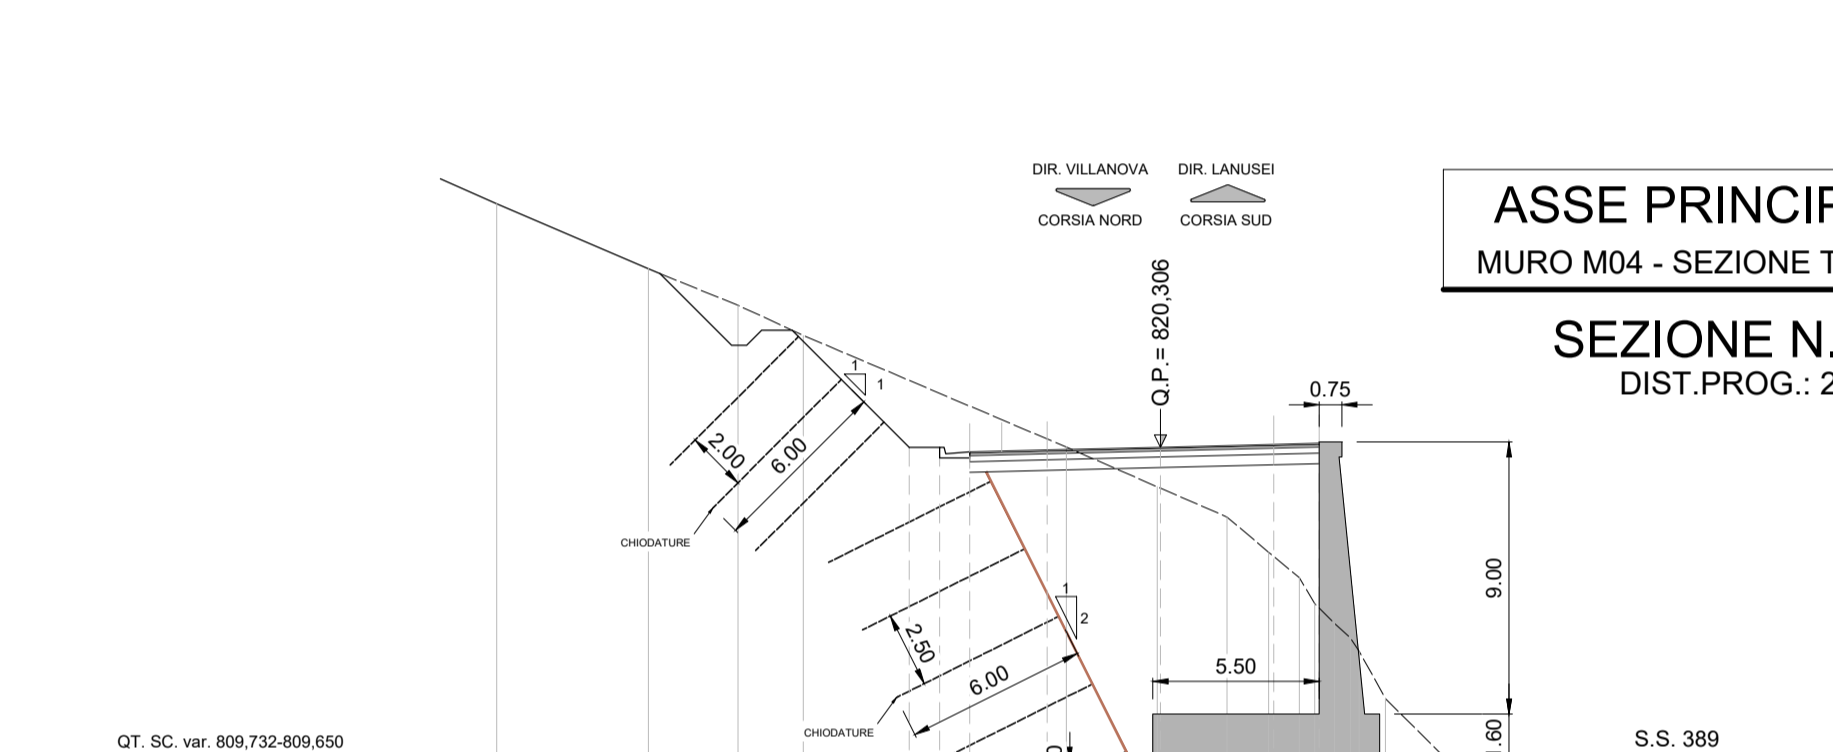 DIR. VILLANOVA
DIR. LANUSEI
CORSIA NORD
CORSIA SUD
ASSE PRINCIP
MURO M04 - SEZIONE T
SEZIONE N.
DIST.PROG.: 2
Q.P.= 820,306
0.75
1
1
2.00
6.00
CHIODATURE
9.00
1
2
2.50
6.00
5.50
CHIODATURE
.60
QT. SC. var. 809,732-809,650
S.S. 389